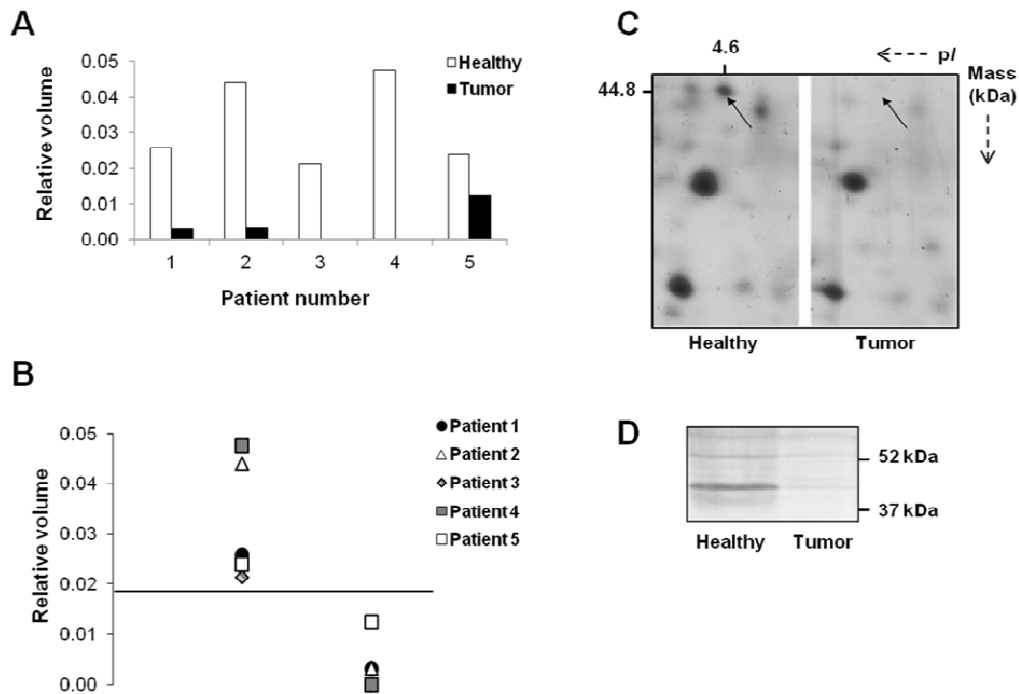 A
0.05
0.04
0.03
0.02
0.01
0.00
Relative volume
Healthy
Tumor
1 2 3 4 5
Patient number
B
0.05
0.04
0.03
0.02
0.01
0.00
Relative volume
Patient 1
Patient 2
Patient 3
Patient 4
Patient 5
C
4.6
pI
44.8
Mass
(kDa)
Healthy Tumor
D
52 kDa
37 kDa
Healthy Tumor